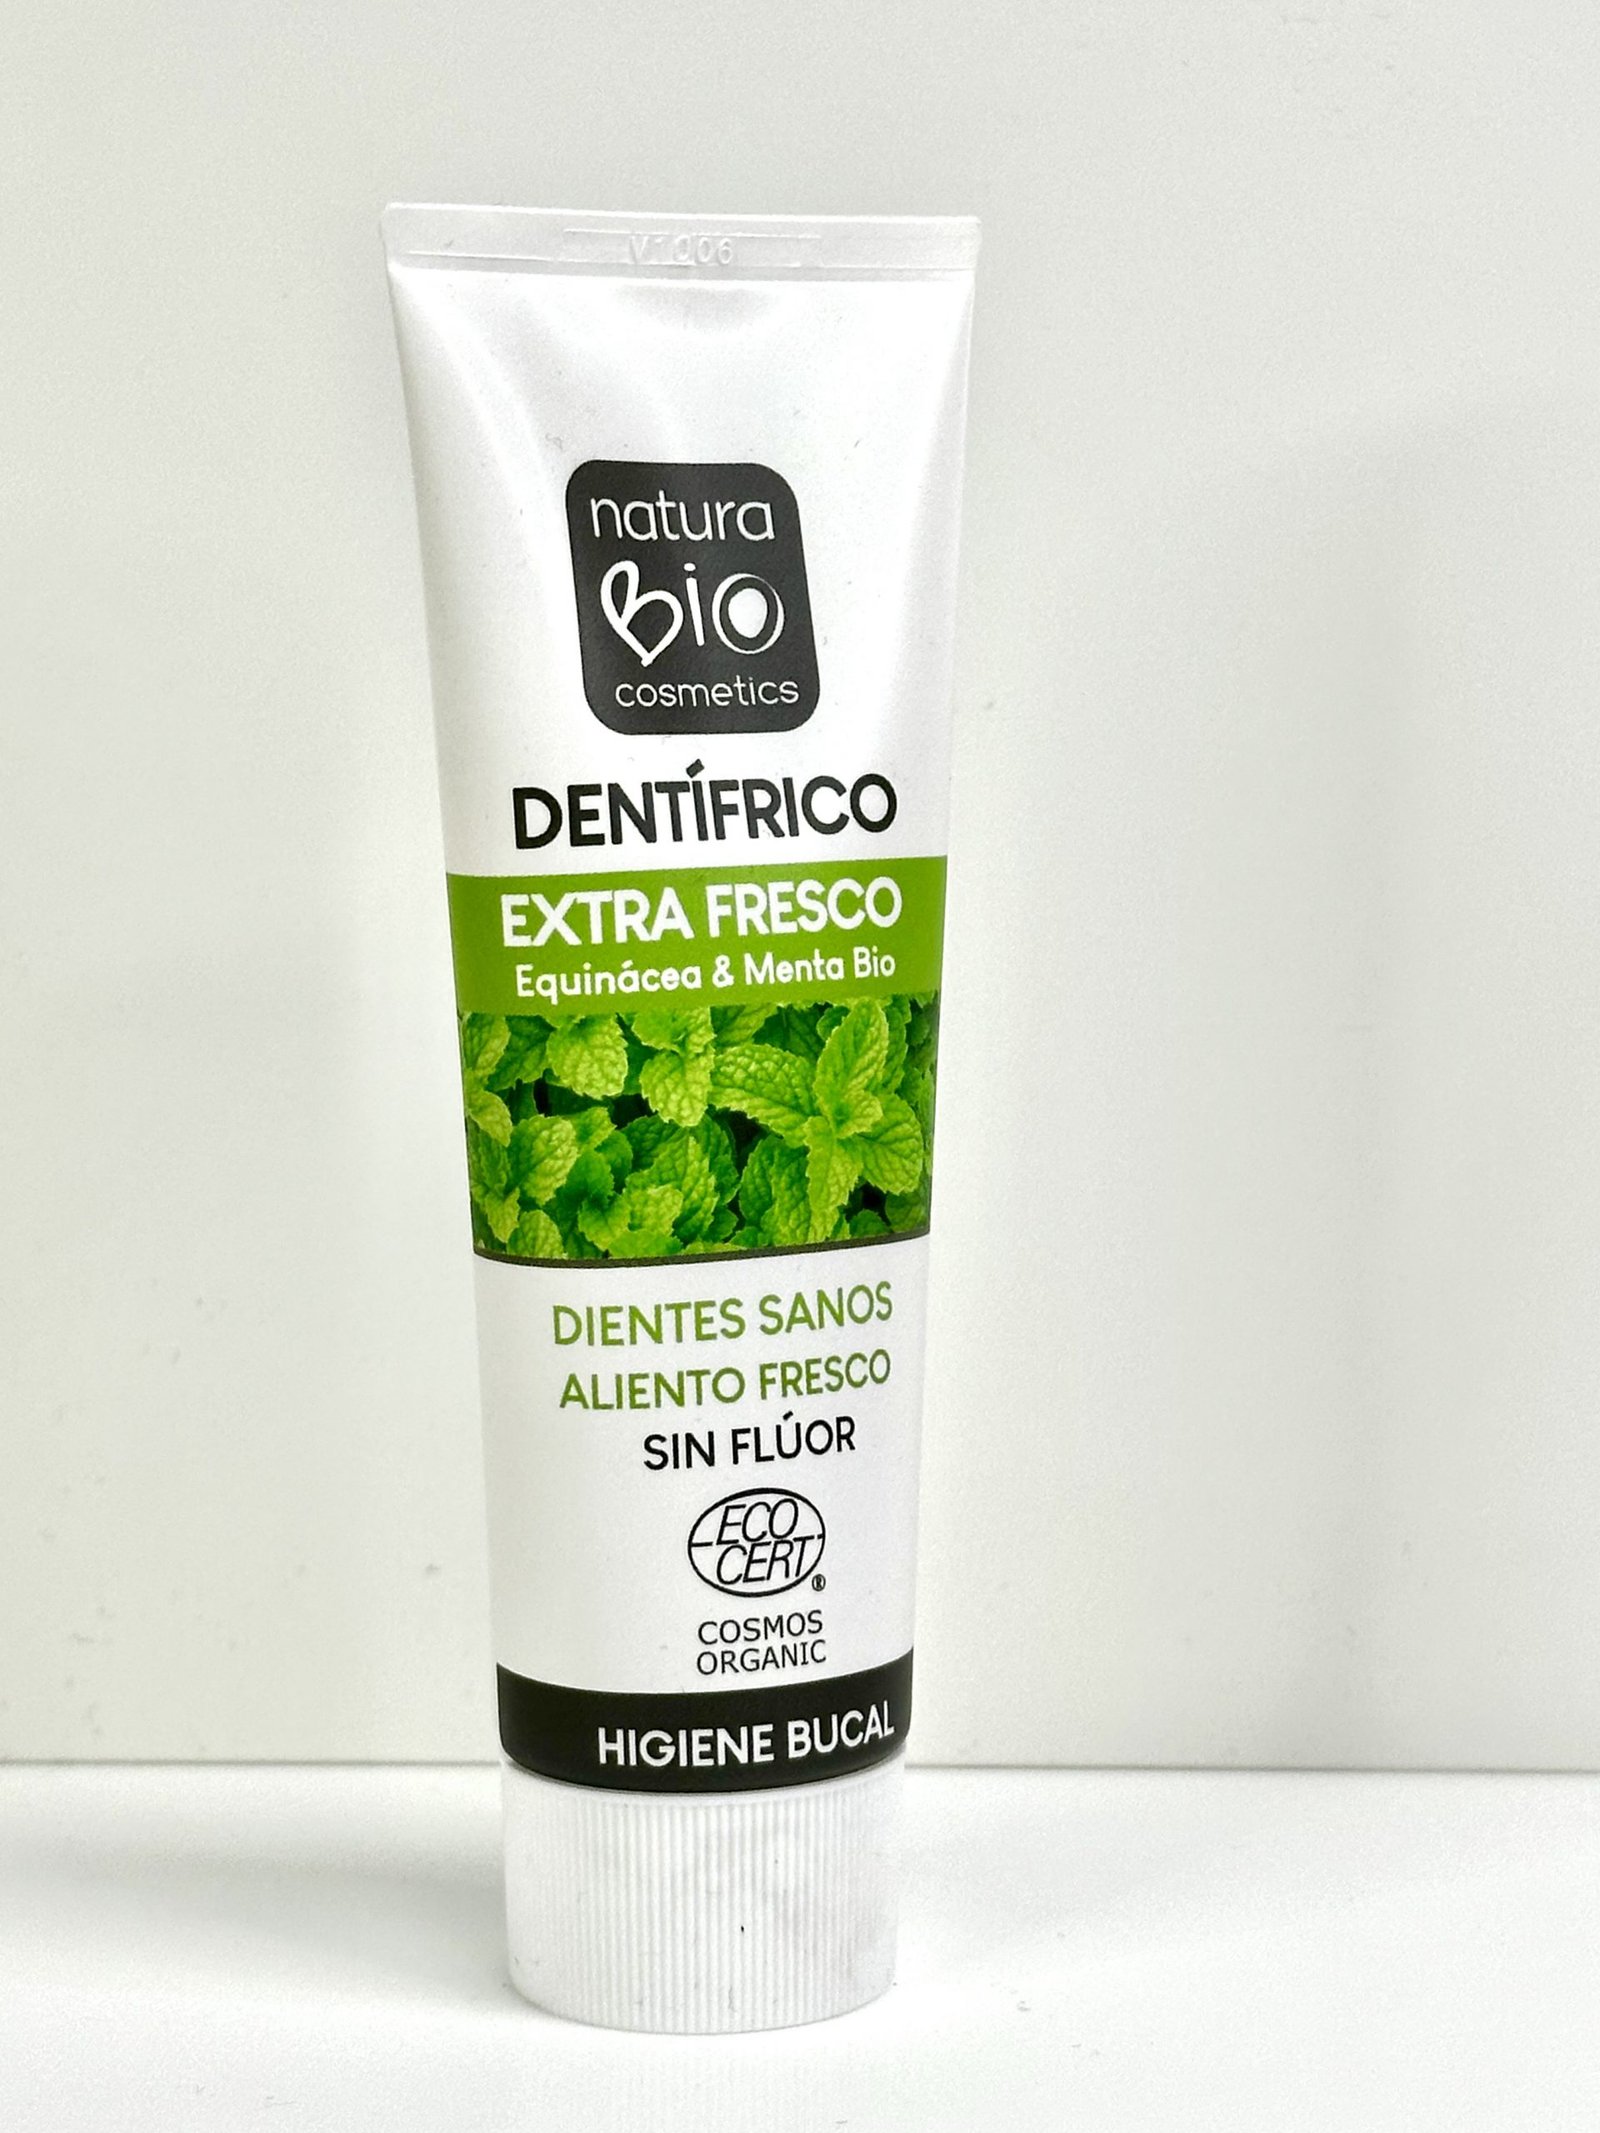 V1006
natura
Bio
cosmetics
DENTÍFRICO
EXTRA FRESCO
Equinácea & Menta Bio
DIENTES SANOS
ALIENTO FRESCO
SIN FLÚOR
ECO
CERT
®
COSMOS
ORGANIC
HIGIENE BUCAL